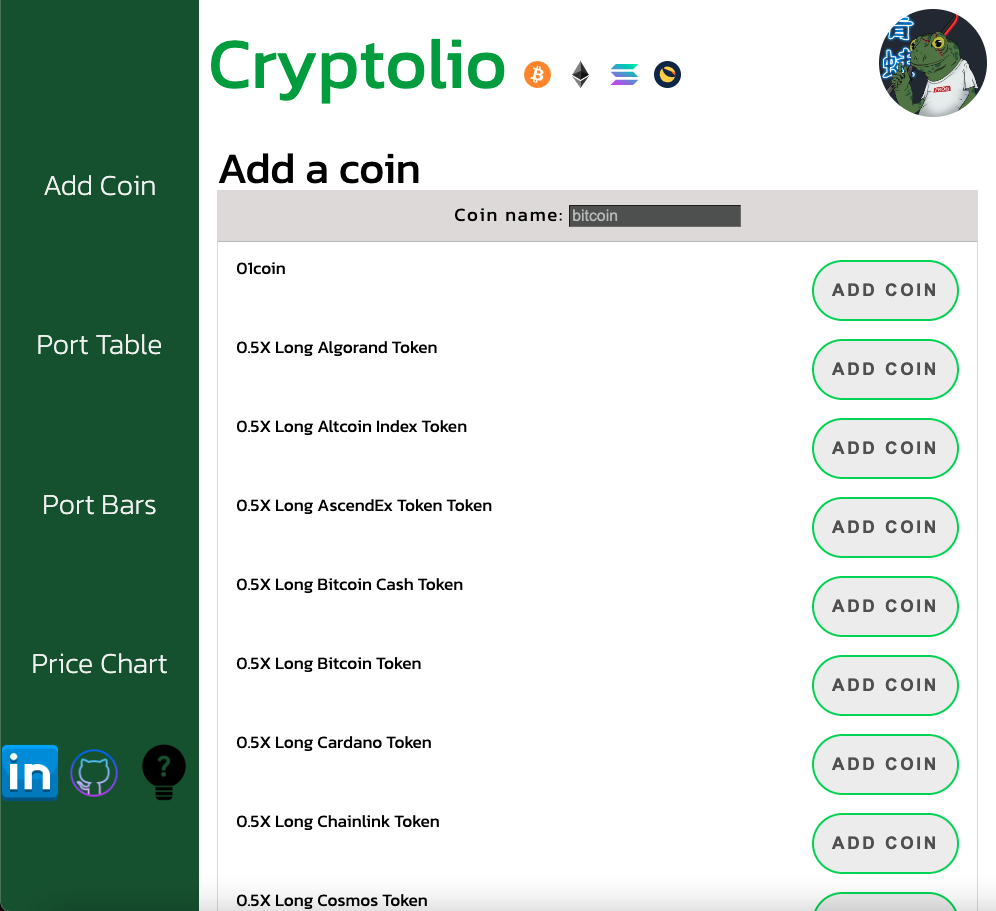 Cryptolio
青
蛙
Add a coin
Coin name: bitcoin
Add Coin
Port Table
Port Bars
Price Chart
in
?
01coin
ADD COIN
0.5X Long Algorand Token
ADD COIN
0.5X Long Altcoin Index Token
ADD COIN
0.5X Long AscendEx Token Token
ADD COIN
0.5X Long Bitcoin Cash Token
ADD COIN
0.5X Long Bitcoin Token
ADD COIN
0.5X Long Cardano Token
ADD COIN
0.5X Long Chainlink Token
ADD COIN
0.5X Long Cosmos Token